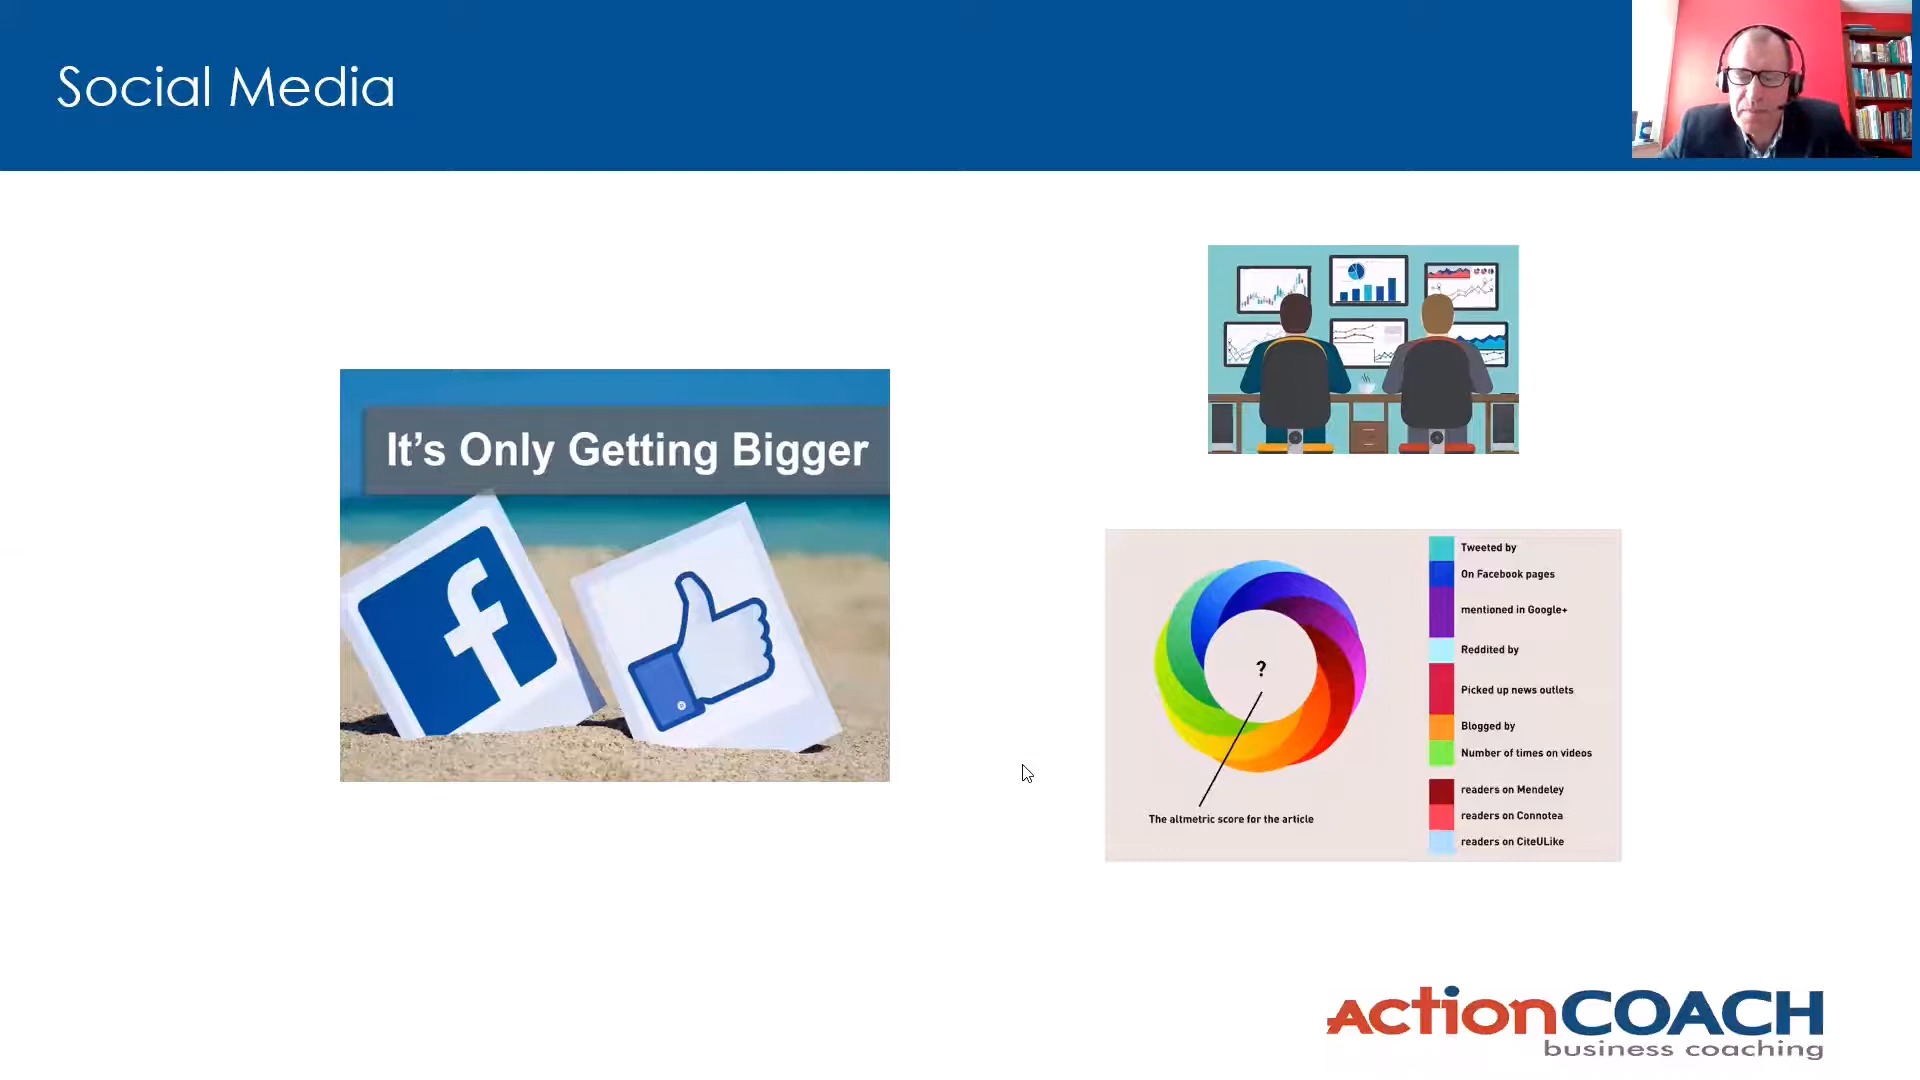 Social Media
It's Only Getting Bigger
?
The altmetric score for the article
Tweeted by
On Facebook pages
mentioned in Google+
Reddited by
Picked up news outlets
Blogged by
Number of times on videos
readers on Mendeley
readers on Connotea
readers on CiteULike
actionCOACH
business coaching